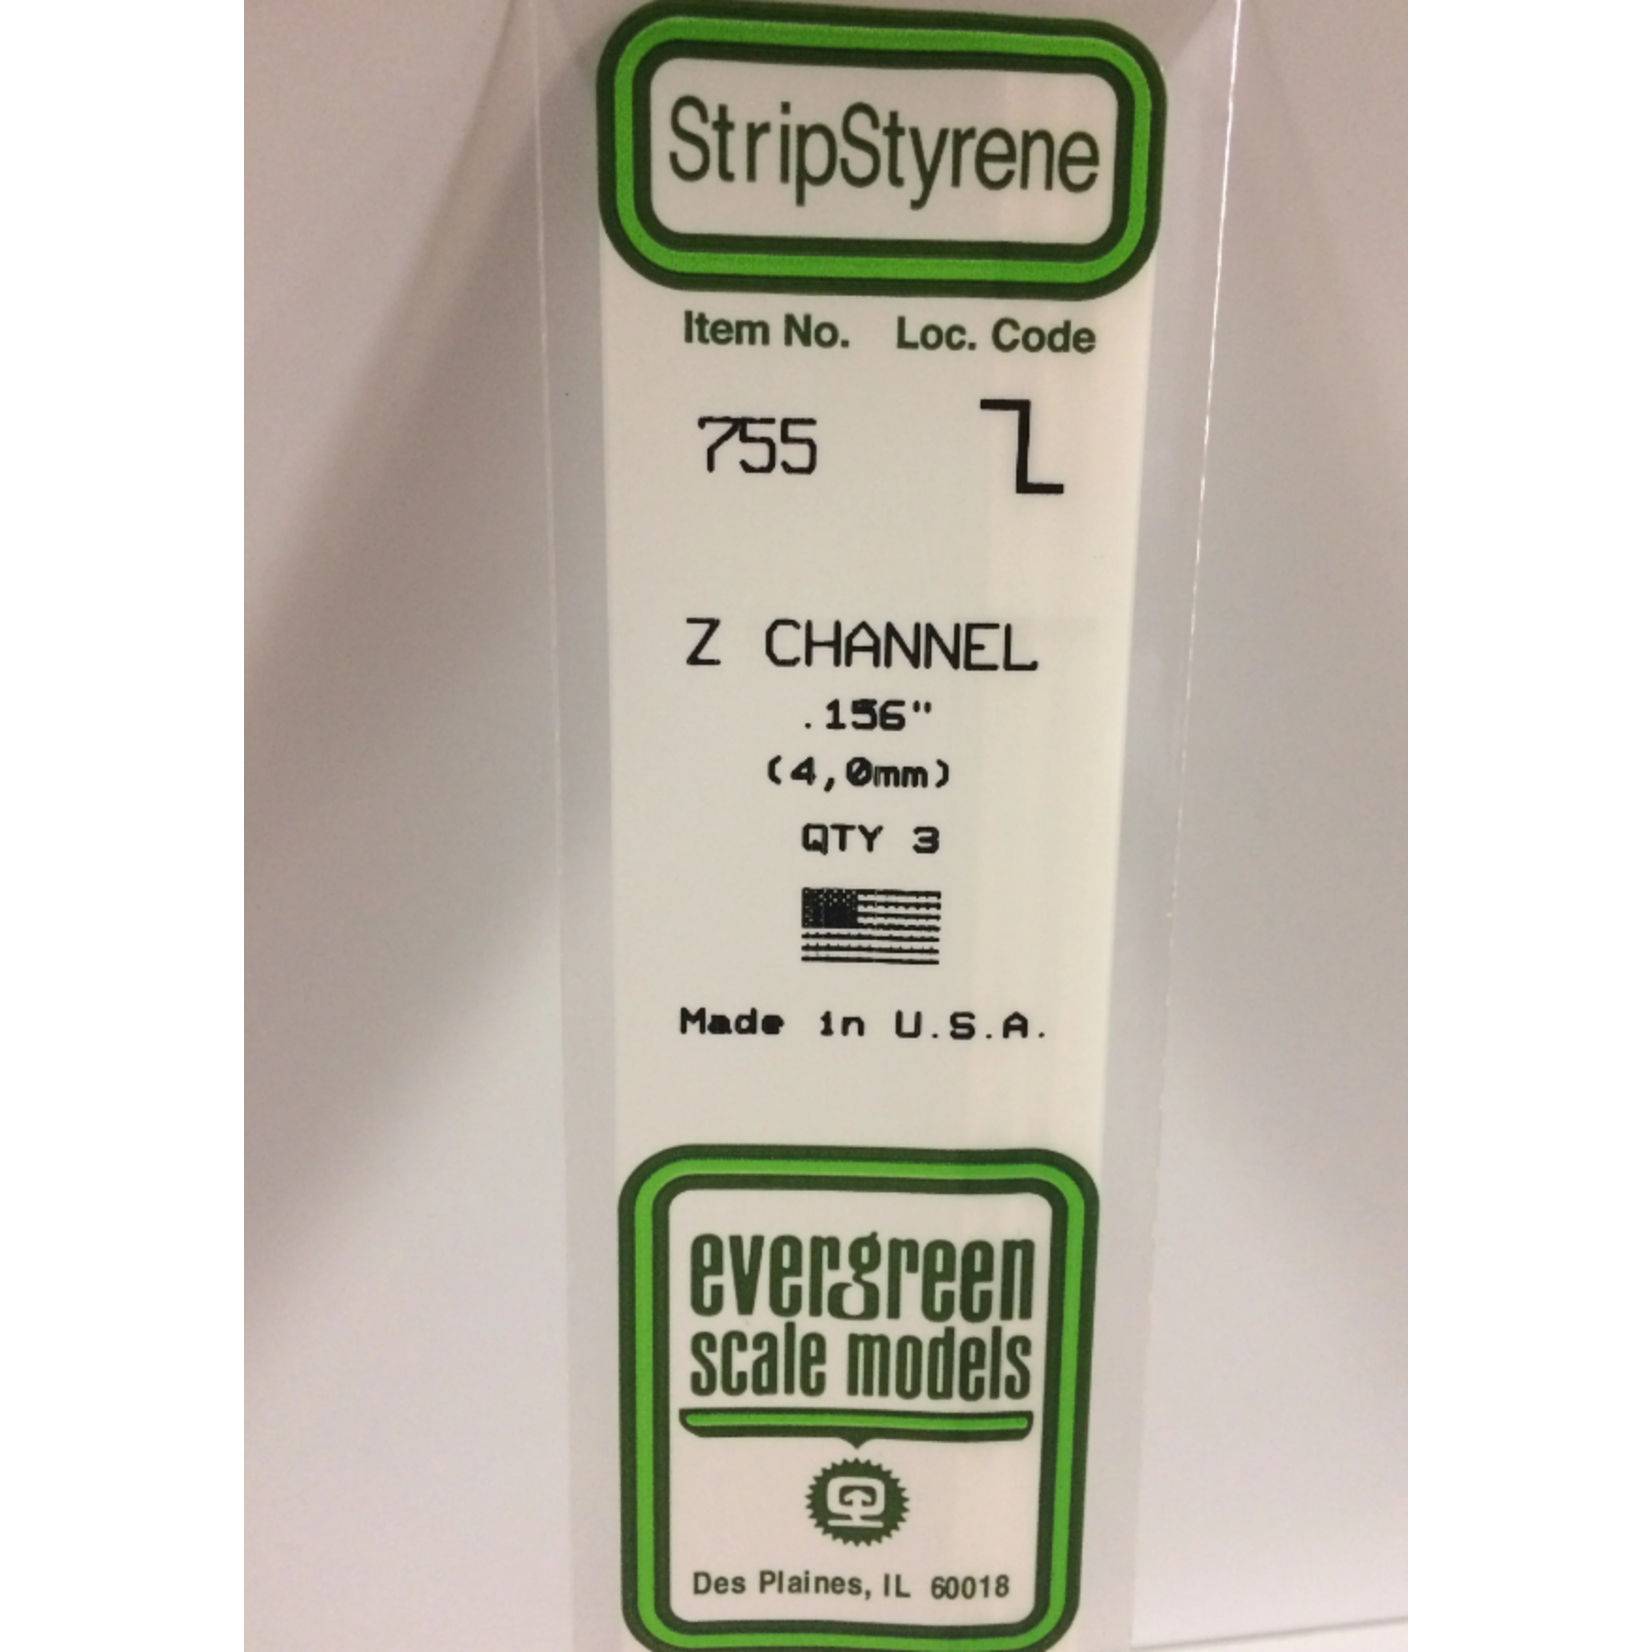 StripStyrene
Item No. Loc. Code
755
Z CHANNEL
.156"
(4,0mm)
QTY 3
Made in U.S.A.
evergreen
scale models
Des Plaines, IL 60018